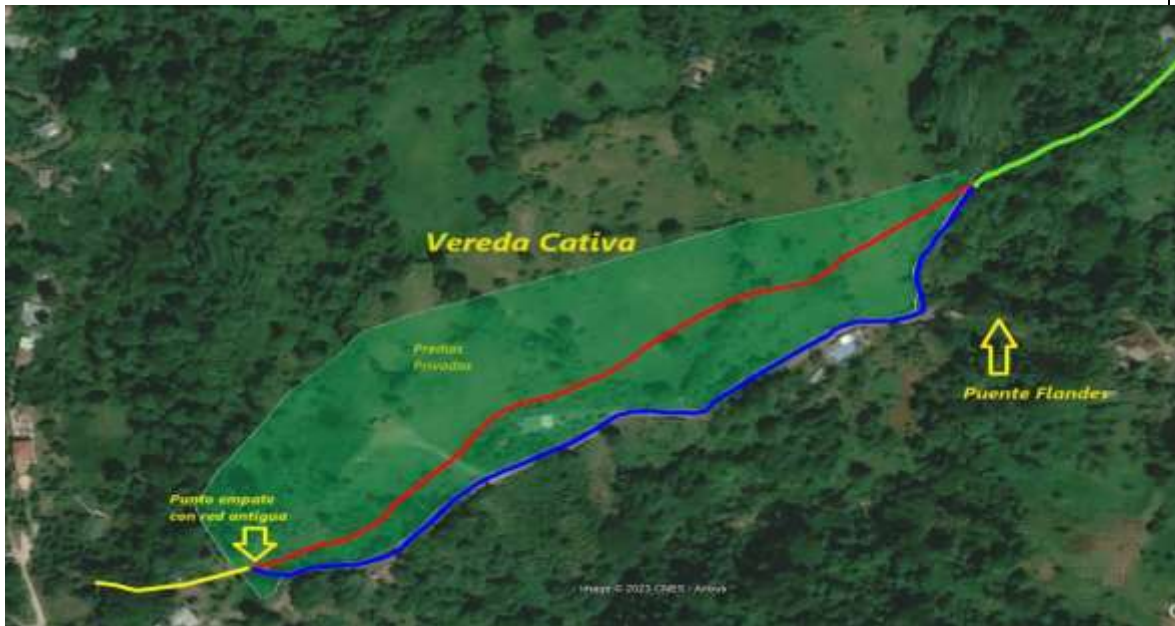 Vereda Cativa
Predios
Privados
Puente Flandes
Punto empate
con red antigua
Image © 2023 CNES / Airbus